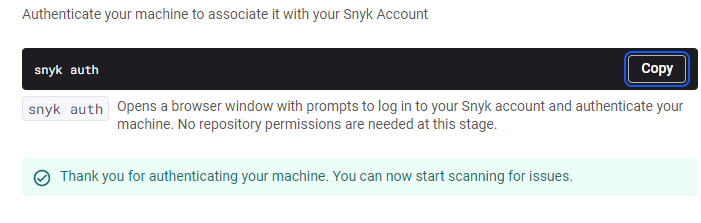 Authenticate your machine to associate it with your Snyk Account
snyk auth
Copy
snyk auth Opens a browser window with prompts to log in to your Snyk account and authenticate your
machine. No repository permissions are needed at this stage.
Thank you for authenticating your machine. You can now start scanning for issues.